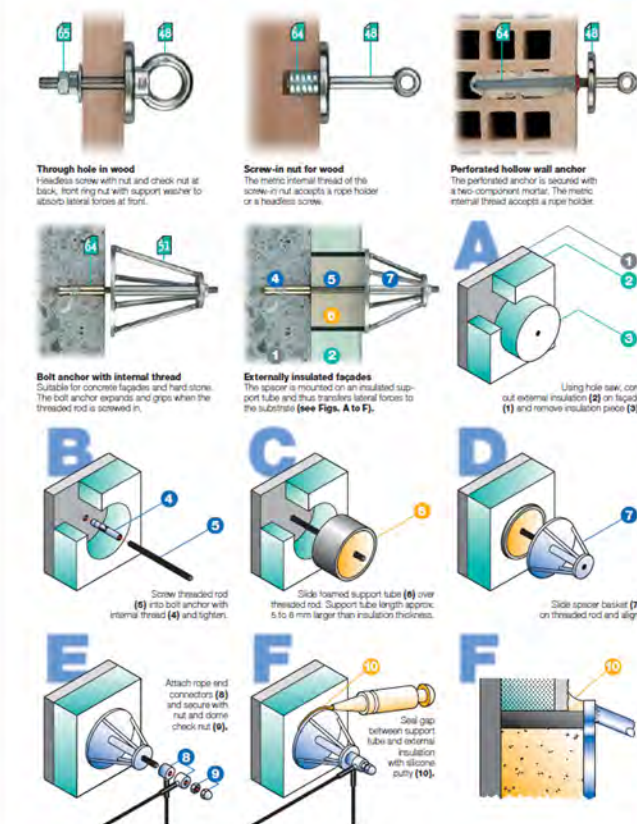 65
48
64
48
64
48
Through hole in wood
Headless screw with nut and check nut at
back, front ring nut with support washer to
absorb lateral forces at front.
Screw-in nut for wood
The metric internal thread of the
screw-in nut accepts a rope holder
or a headless screw.
Perforated hollow wall anchor
The perforated anchor is secured with
a two-component mortar. The metric
internal thread accepts a rope holder.
64
51
4
5
7
6
1
2
A
1
2
3
Bolt anchor with internal thread
Suitable for concrete façades and hard stone.
The bolt anchor expands and grips when the
threaded rod is screwed in.
Externally insulated façades
The spacer is mounted on an insulated sup-
port tube and thus transfers lateral forces to
the substrate (see Figs. A to F).
Using hole saw,
out external insulation (2) on
(1) and remove insulation piece (3)
B
4
5
Screw threaded rod
(5) into bolt anchor with
internal thread (4) and tighten.
C
6
Slide foamed support tube (6) over
threaded rod. Support tube length approx.
5 to 6 mm larger than insulation thickness.
D
7
Slide spacer basket (7
on threaded rod and
E
Attach rope end
connectors (8)
and secure with
nut and dome
check nut (9).
8
9
F
10
Seal gap
between support
tube and external
insulation
with silicone
putty (10).
F
10